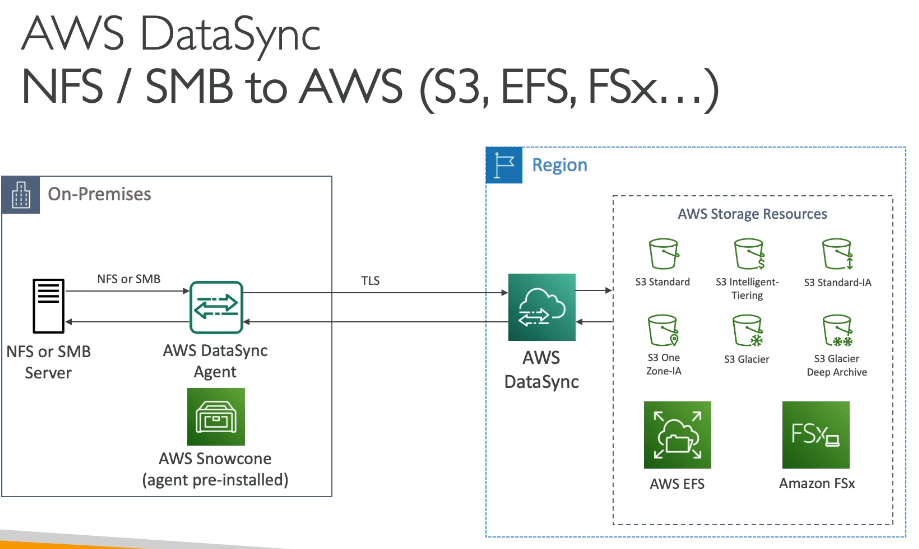 AWS DataSync
NFS / SMB to AWS (S3, EFS, FSx…)
On-Premises
NFS or SMB
NFS or SMB
Server
AWS DataSync
Agent
AWS Snowcone
(agent pre-installed)
TLS
Region
AWS
DataSync
AWS Storage Resources
S3 Standard
S3 Intelligent-
Tiering
S3 Standard-IA
S3 One
Zone-IA
S3 Glacier
S3 Glacier
Deep Archive
AWS EFS
FSx
Amazon FSx